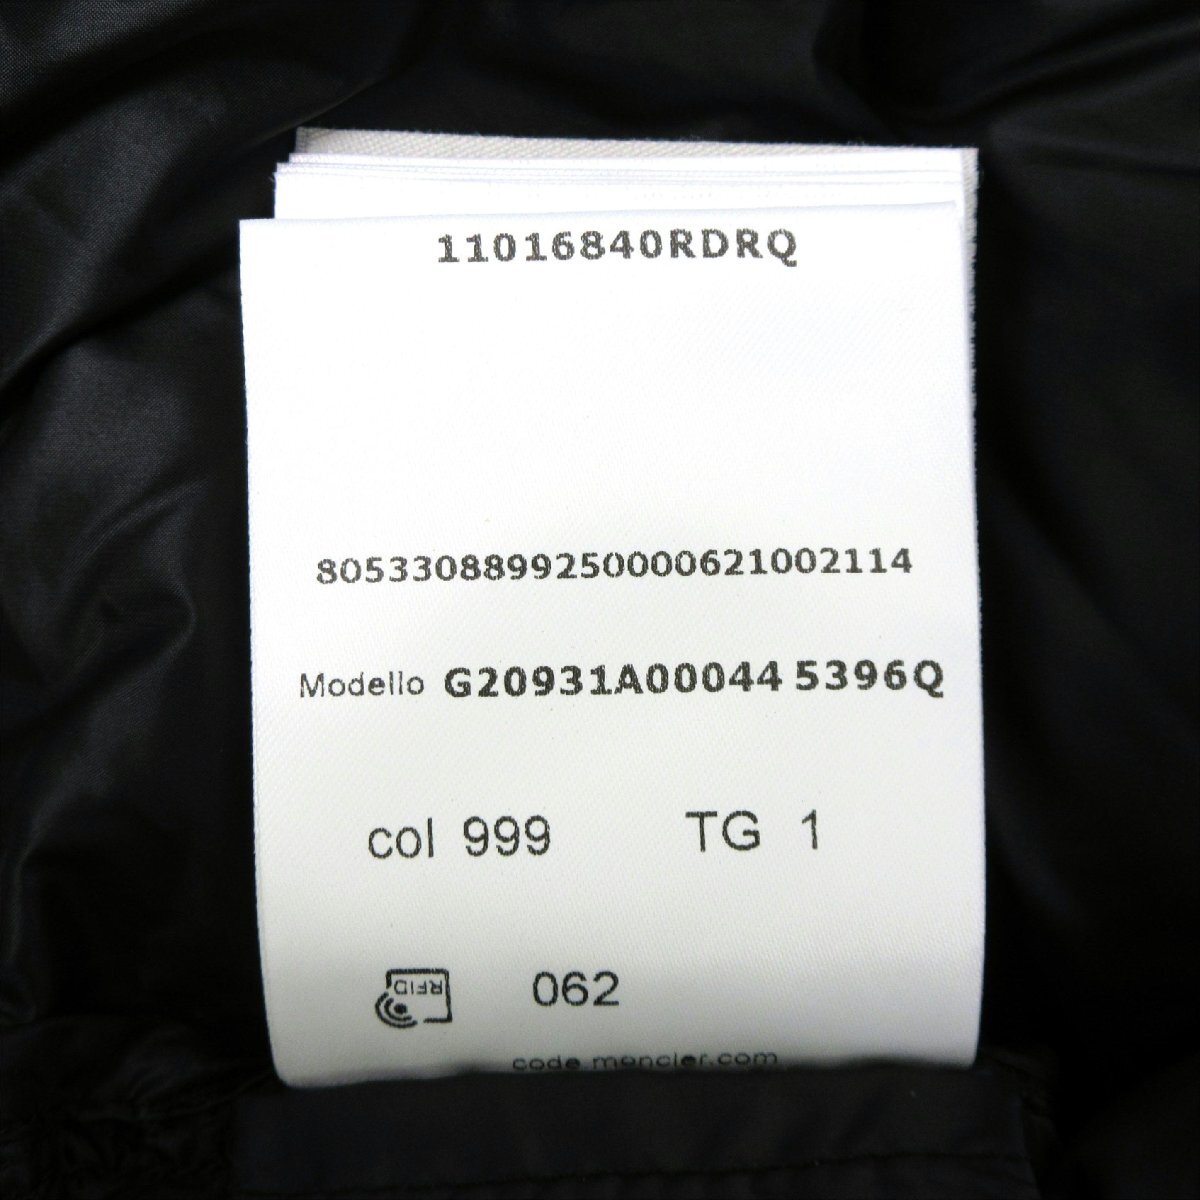 11016840RDRQ
8053308899250000621002114
Modello G20931A00044 5396Q
col 999 TG 1
RFID 062
code.moncler.com